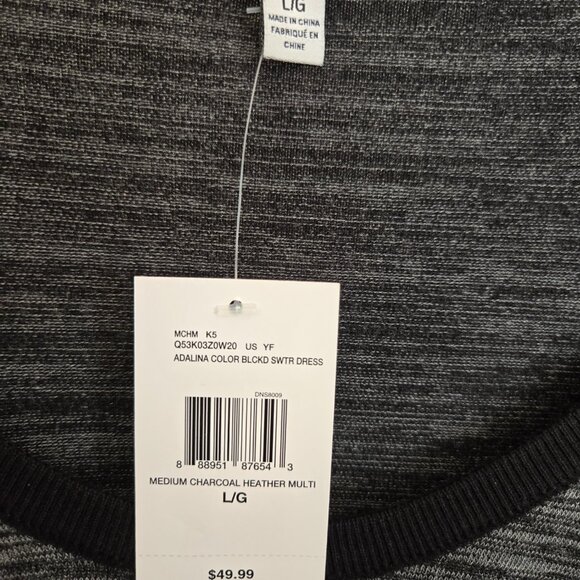 L/G
MADE IN CHINA
FABRIQUÉ EN
CHINE
MCHM K5
Q53K03Z0W20 US YF
ADALINA COLOR BLCKD SWTR DRESS
DNS8009
8 88951 87654 3
MEDIUM CHARCOAL HEATHER MULTI
L/G
$49.99